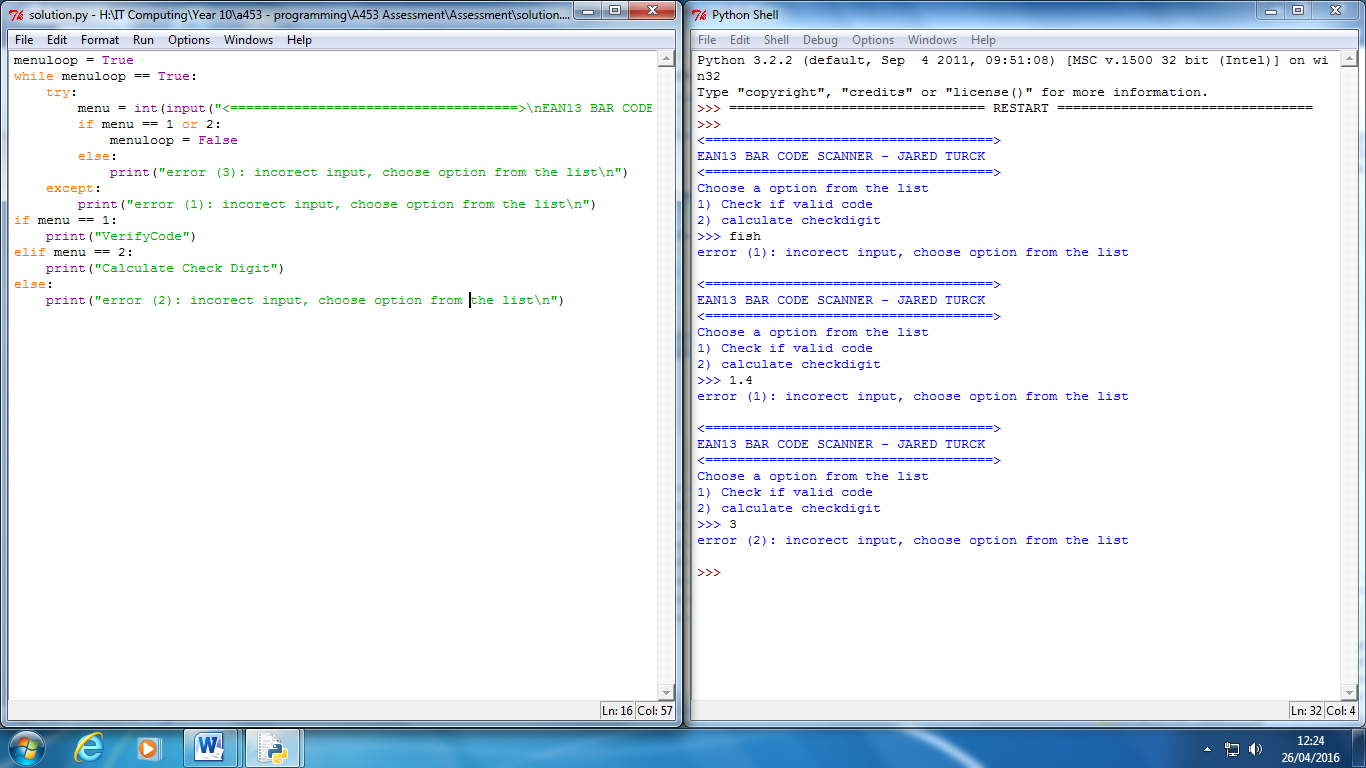 solution.py - H:\IT Computing\Year 10\a453 - programming\A453 Assessment\Assessment\solution....
File Edit Format Run Options Windows Help
menuloop = True
while menuloop == True:
    try:
        menu = int(input("<====================================>\nEAN13 BAR CODE
        if menu == 1 or 2:
            menuloop = False
        else:
            print("error (3): incorect input, choose option from the list\n")
    except:
        print("error (1): incorect input, choose option from the list\n")
if menu == 1:
    print("VerifyCode")
elif menu == 2:
    print("Calculate Check Digit")
else:
    print("error (2): incorect input, choose option from the list\n")
Ln: 16 Col: 57
Python Shell
File Edit Shell Debug Options Windows Help
Python 3.2.2 (default, Sep  4 2011, 09:51:08) [MSC v.1500 32 bit (Intel)] on wi
n32
Type "copyright", "credits" or "license()" for more information.
>>> ================================ RESTART ================================
>>>
<====================================>
EAN13 BAR CODE SCANNER - JARED TURCK
<====================================>
Choose a option from the list
1) Check if valid code
2) calculate checkdigit
>>> fish
error (1): incorect input, choose option from the list
<====================================>
EAN13 BAR CODE SCANNER - JARED TURCK
<====================================>
Choose a option from the list
1) Check if valid code
2) calculate checkdigit
>>> 1.4
error (1): incorect input, choose option from the list
<====================================>
EAN13 BAR CODE SCANNER - JARED TURCK
<====================================>
Choose a option from the list
1) Check if valid code
2) calculate checkdigit
>>> 3
error (2): incorect input, choose option from the list
>>>
Ln: 32 Col: 4
12:24
26/04/2016